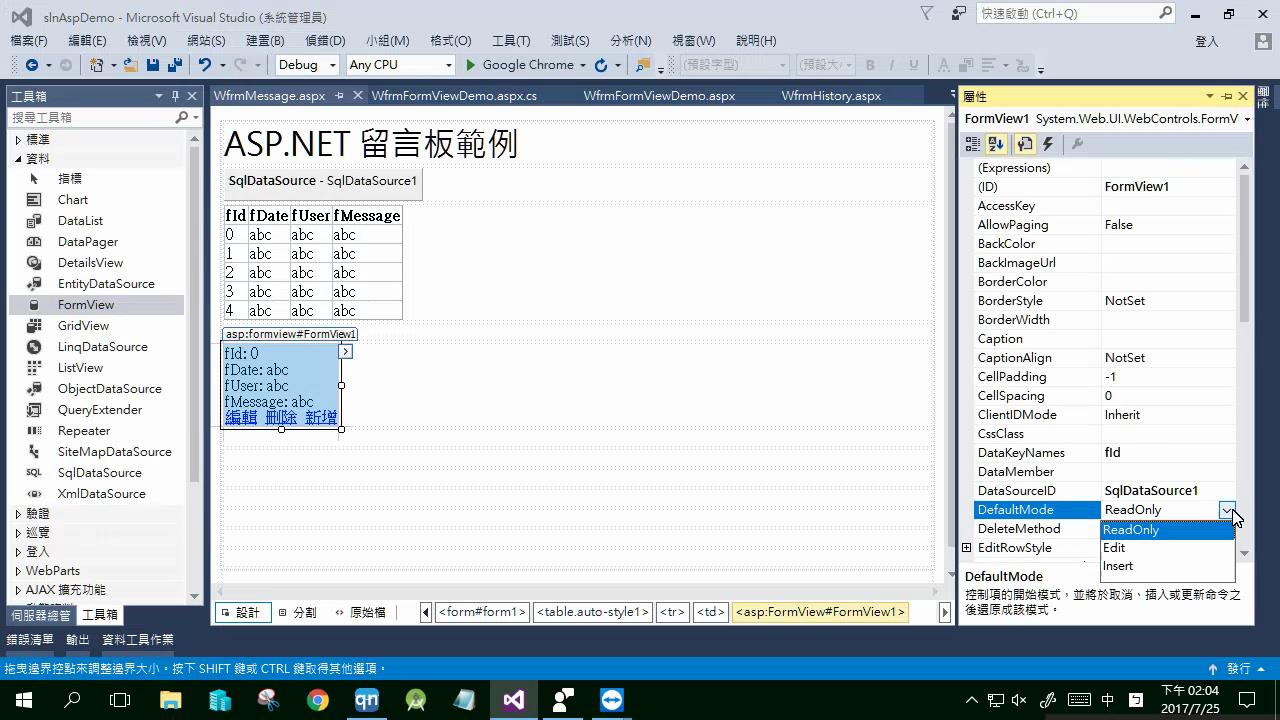 slnAspDemo - Microsoft Visual Studio (系統管理員)
快速啟動 (Ctrl+Q)
檔案(F) 編輯(E) 檢視(V) 網站(S) 建置(B) 偵錯(D) 小組(M) 格式(O) 工具(T) 測試(S) 分析(N) 視窗(W) 說明(H)
登入
Debug Any CPU Google Chrome (預設字型) (預設大 B I U A
工具箱
搜尋工具箱
標準
資料
指標
Chart
DataList
DataPager
DetailsView
EntityDataSource
FormView
GridView
LinqDataSource
ListView
ObjectDataSource
QueryExtender
Repeater
SiteMapDataSource
SQL SqlDataSource
XmlDataSource
驗證
巡覽
登入
WebParts
AJAX 擴充功能
伺服器總管 工具箱
WfrmMessage.aspx WfrmFormViewDemo.aspx.cs WfrmFormViewDemo.aspx WfrmHistory.aspx
ASP.NET 留言板範例
SqlDataSource - SqlDataSource1
fId fDate fUser fMessage
0 abc abc abc
1 abc abc abc
2 abc abc abc
3 abc abc abc
4 abc abc abc
asp:formview#FormView1
fId: 0
fDate: abc
fUser: abc
fMessage: abc
編輯 刪除 新增
設計 分割 原始檔 <form#form1> <table.auto-style1> <tr> <td> <asp:FormView#FormView1>
屬性
FormView1 System.Web.UI.WebControls.FormV
(Expressions)
(ID) FormView1
AccessKey
AllowPaging False
BackColor
BackImageUrl
BorderColor
BorderStyle NotSet
BorderWidth
Caption
CaptionAlign NotSet
CellPadding -1
CellSpacing 0
ClientIDMode Inherit
CssClass
DataKeyNames fId
DataMember
DataSourceID SqlDataSource1
DefaultMode ReadOnly
DeleteMethod
EditRowStyle
ReadOnly
Edit
Insert
DefaultMode
控制項的開始模式，並將於取消、插入或更新命令之
後還原成該模式。
錯誤清單 輸出 資料工具作業
拖曳邊界控點來調整邊界大小。按下 SHIFT 鍵或 CTRL 鍵取得其他選項。
發行
qn
中
下午 02:04
2017/7/25